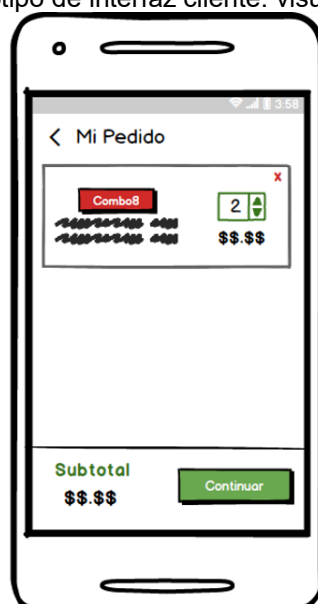 tipo de interfaz cliente: visu
3:58
Mi Pedido
x
Combo8
2
$$.$$
Subtotal
$$.$$
Continuar